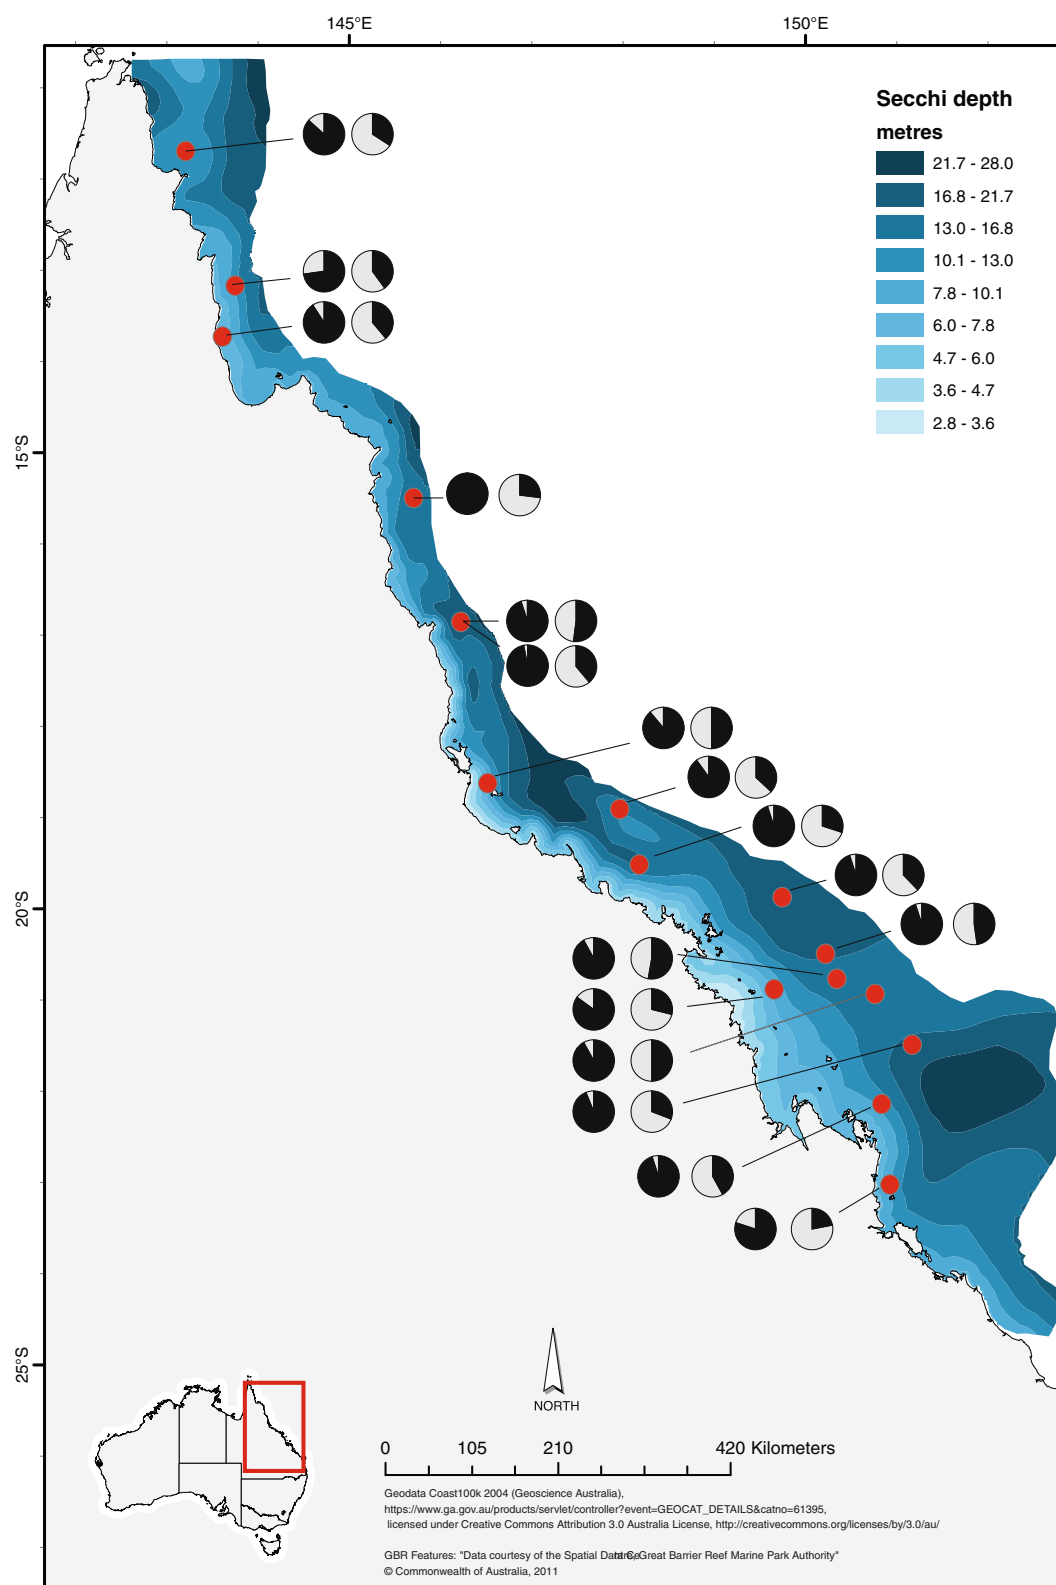 145°E
150°E
15°S
20°S
25°S
Secchi depth
metres
21.7 - 28.0
16.8 - 21.7
13.0 - 16.8
10.1 - 13.0
7.8 - 10.1
6.0 - 7.8
4.7 - 6.0
3.6 - 4.7
2.8 - 3.6
NORTH
0 105 210 420 Kilometers
Geodata Coast100k 2004 (Geoscience Australia),
https://www.ga.gov.au/products/servlet/controller?event=GEOCAT_DETAILS&catno=61395,
licensed under Creative Commons Attribution 3.0 Australia License, http://creativecommons.org/licenses/by/3.0/au/
GBR Features: "Data courtesy of the Spatial Great Barrier Reef Marine Park Authority"
© Commonwealth of Australia, 2011